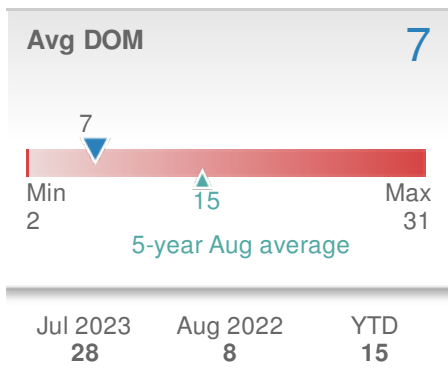 Avg DOM 7
7
Min 15 Max
2 31
5-year Aug average
Jul 2023 Aug 2022 YTD
28 8 15